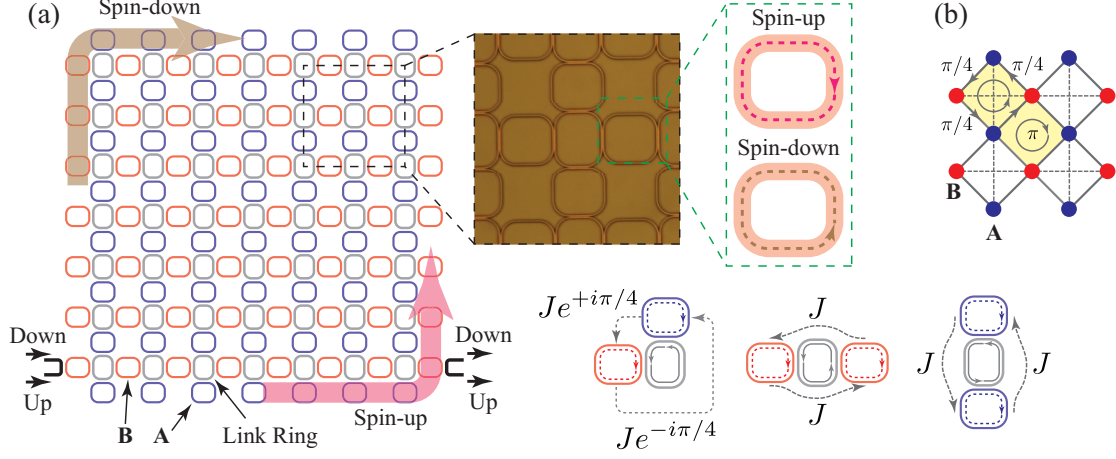 (a)
Spin-down
Spin-up
Spin-down
(b)
π/4
π/4
π/4
π
B
A
Down
Up
B
A
Link Ring
Spin-up
Down
Up
Je^{+iπ/4}
Je^{-iπ/4}
J
J
J
J